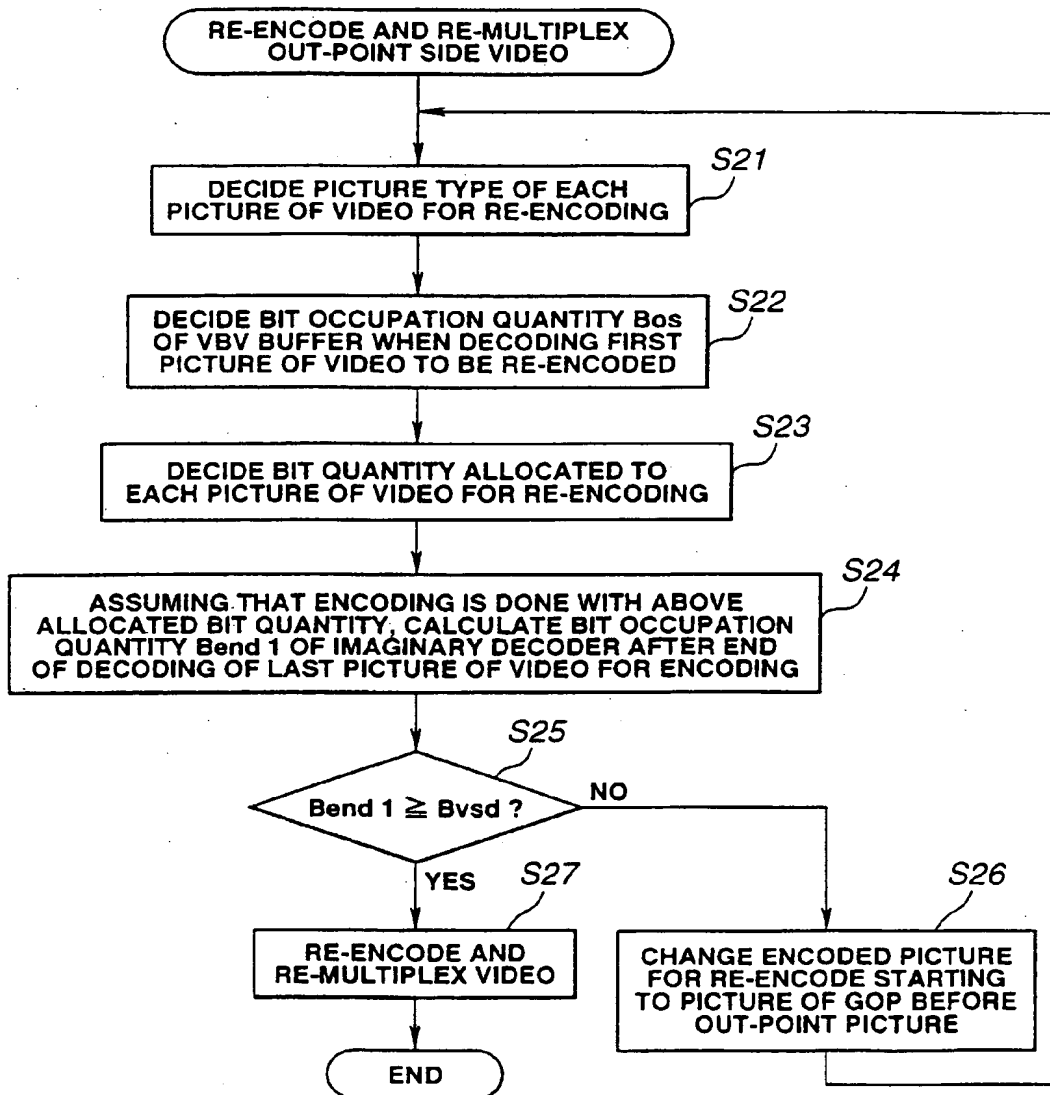 RE-ENCODE AND RE-MULTIPLEX
OUT-POINT SIDE VIDEO
S21
DECIDE PICTURE TYPE OF EACH
PICTURE OF VIDEO FOR RE-ENCODING
S22
DECIDE BIT OCCUPATION QUANTITY Bos
OF VBV BUFFER WHEN DECODING FIRST
PICTURE OF VIDEO TO BE RE-ENCODED
S23
DECIDE BIT QUANTITY ALLOCATED TO
EACH PICTURE OF VIDEO FOR RE-ENCODING
S24
ASSUMING THAT ENCODING IS DONE WITH ABOVE
ALLOCATED BIT QUANTITY, CALCULATE BIT OCCUPATION
QUANTITY Bend 1 OF IMAGINARY DECODER AFTER END
OF DECODING OF LAST PICTURE OF VIDEO FOR ENCODING
S25
Bend 1 ≧ Bvsd ?
NO
YES
S27
RE-ENCODE AND
RE-MULTIPLEX VIDEO
S26
CHANGE ENCODED PICTURE
FOR RE-ENCODE STARTING
TO PICTURE OF GOP BEFORE
OUT-POINT PICTURE
END